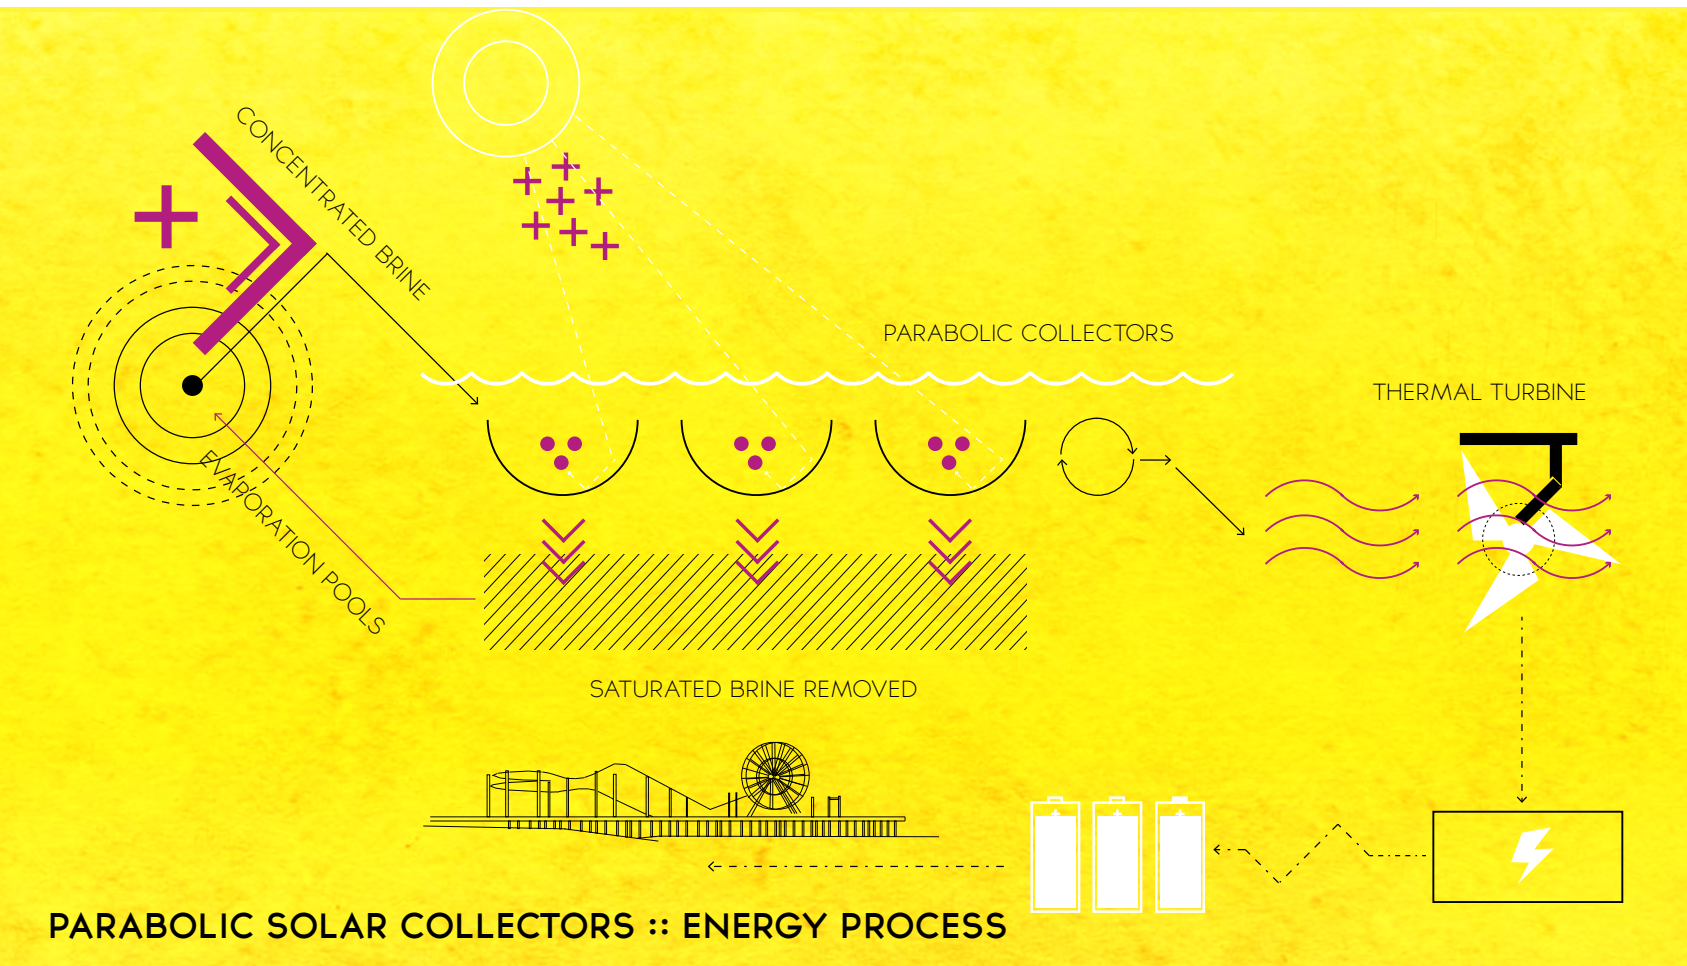 CONCENTRATED BRINE
PARABOLIC COLLECTORS
THERMAL TURBINE
EVAPORATION POOLS
SATURATED BRINE REMOVED
PARABOLIC SOLAR COLLECTORS :: ENERGY PROCESS